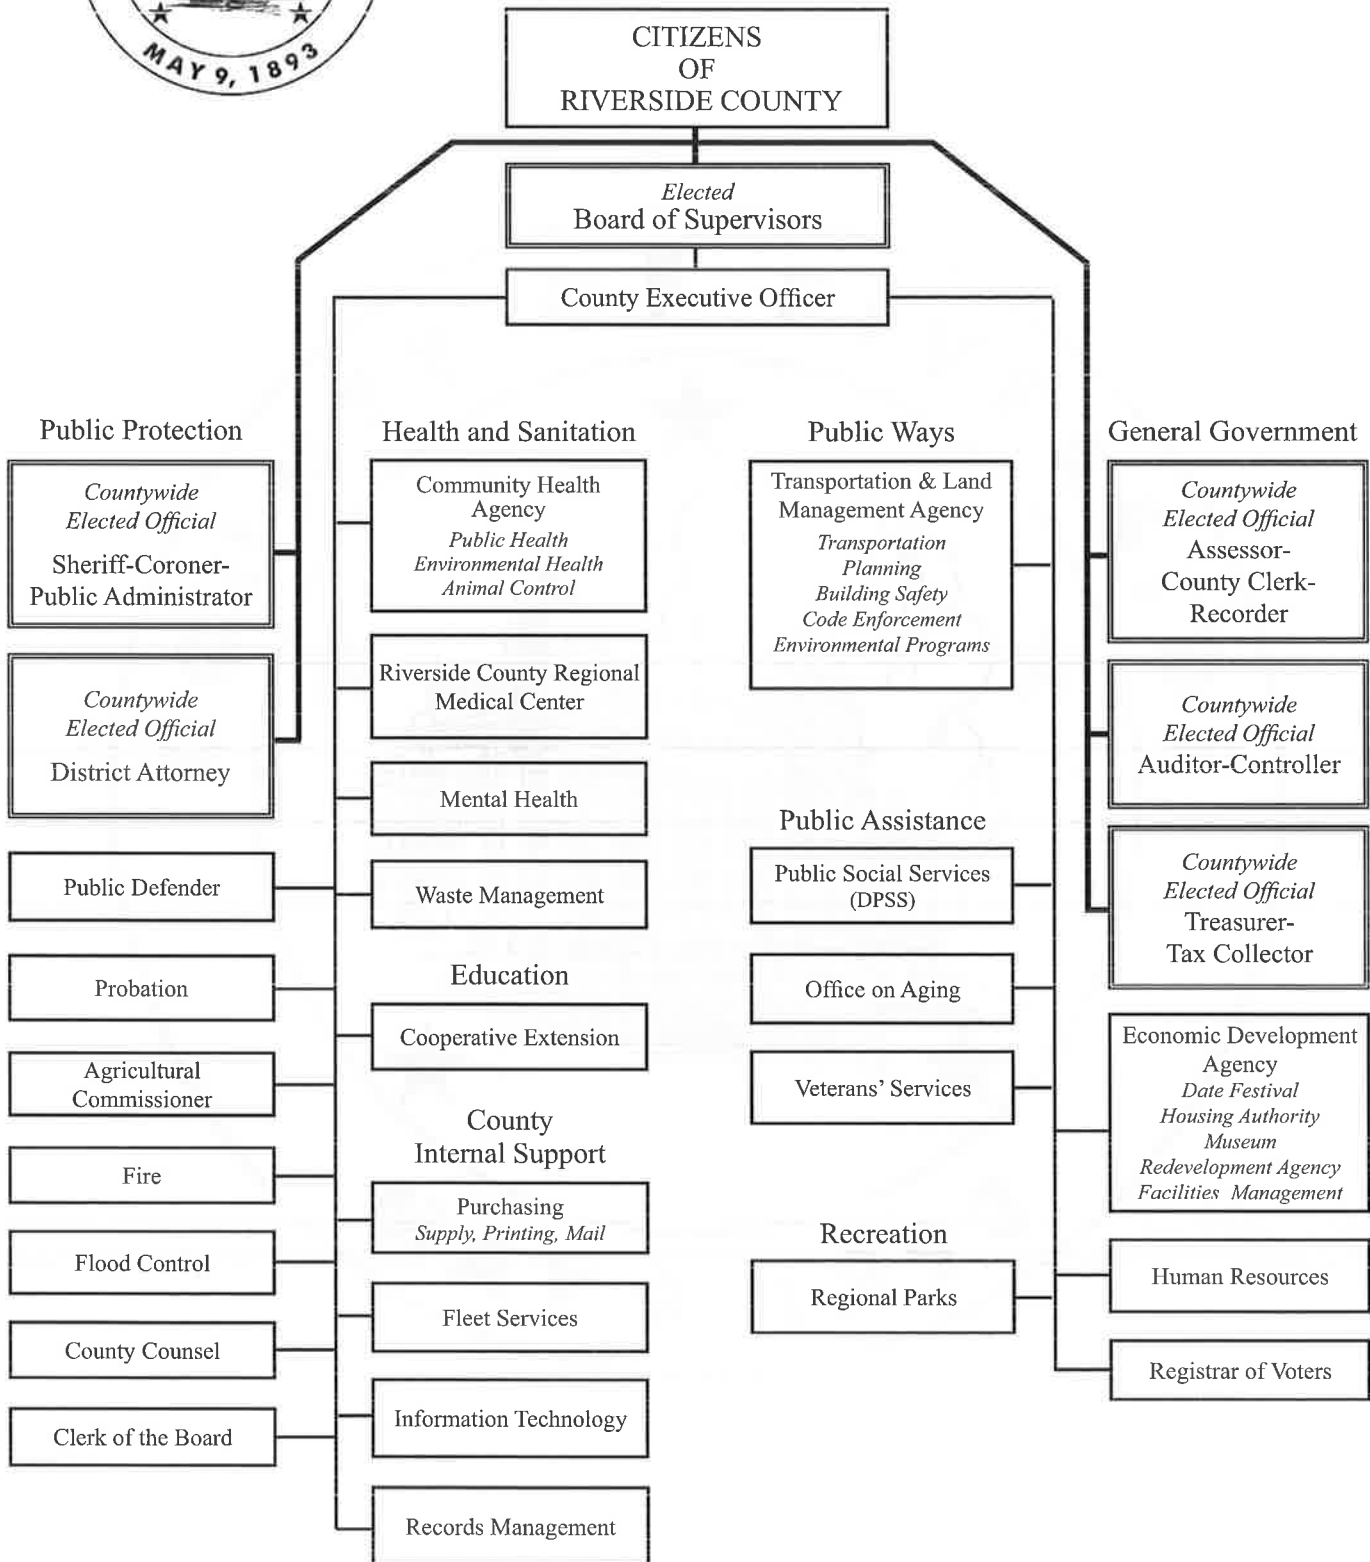 MAY 9, 1893
CITIZENS
OF
RIVERSIDE COUNTY
Elected
Board of Supervisors
County Executive Officer
Public Protection
Countywide
Elected Official
Sheriff-Coroner-
Public Administrator
Countywide
Elected Official
District Attorney
Public Defender
Probation
Agricultural
Commissioner
Fire
Flood Control
County Counsel
Clerk of the Board
Health and Sanitation
Community Health
Agency
Public Health
Environmental Health
Animal Control
Riverside County Regional
Medical Center
Mental Health
Waste Management
Education
Cooperative Extension
County
Internal Support
Purchasing
Supply, Printing, Mail
Fleet Services
Information Technology
Records Management
Public Ways
Transportation & Land
Management Agency
Transportation
Planning
Building Safety
Code Enforcement
Environmental Programs
Public Assistance
Public Social Services
(DPSS)
Office on Aging
Veterans’ Services
Recreation
Regional Parks
General Government
Countywide
Elected Official
Assessor-
County Clerk-
Recorder
Countywide
Elected Official
Auditor-Controller
Countywide
Elected Official
Treasurer-
Tax Collector
Economic Development
Agency
Date Festival
Housing Authority
Museum
Redevelopment Agency
Facilities Management
Human Resources
Registrar of Voters